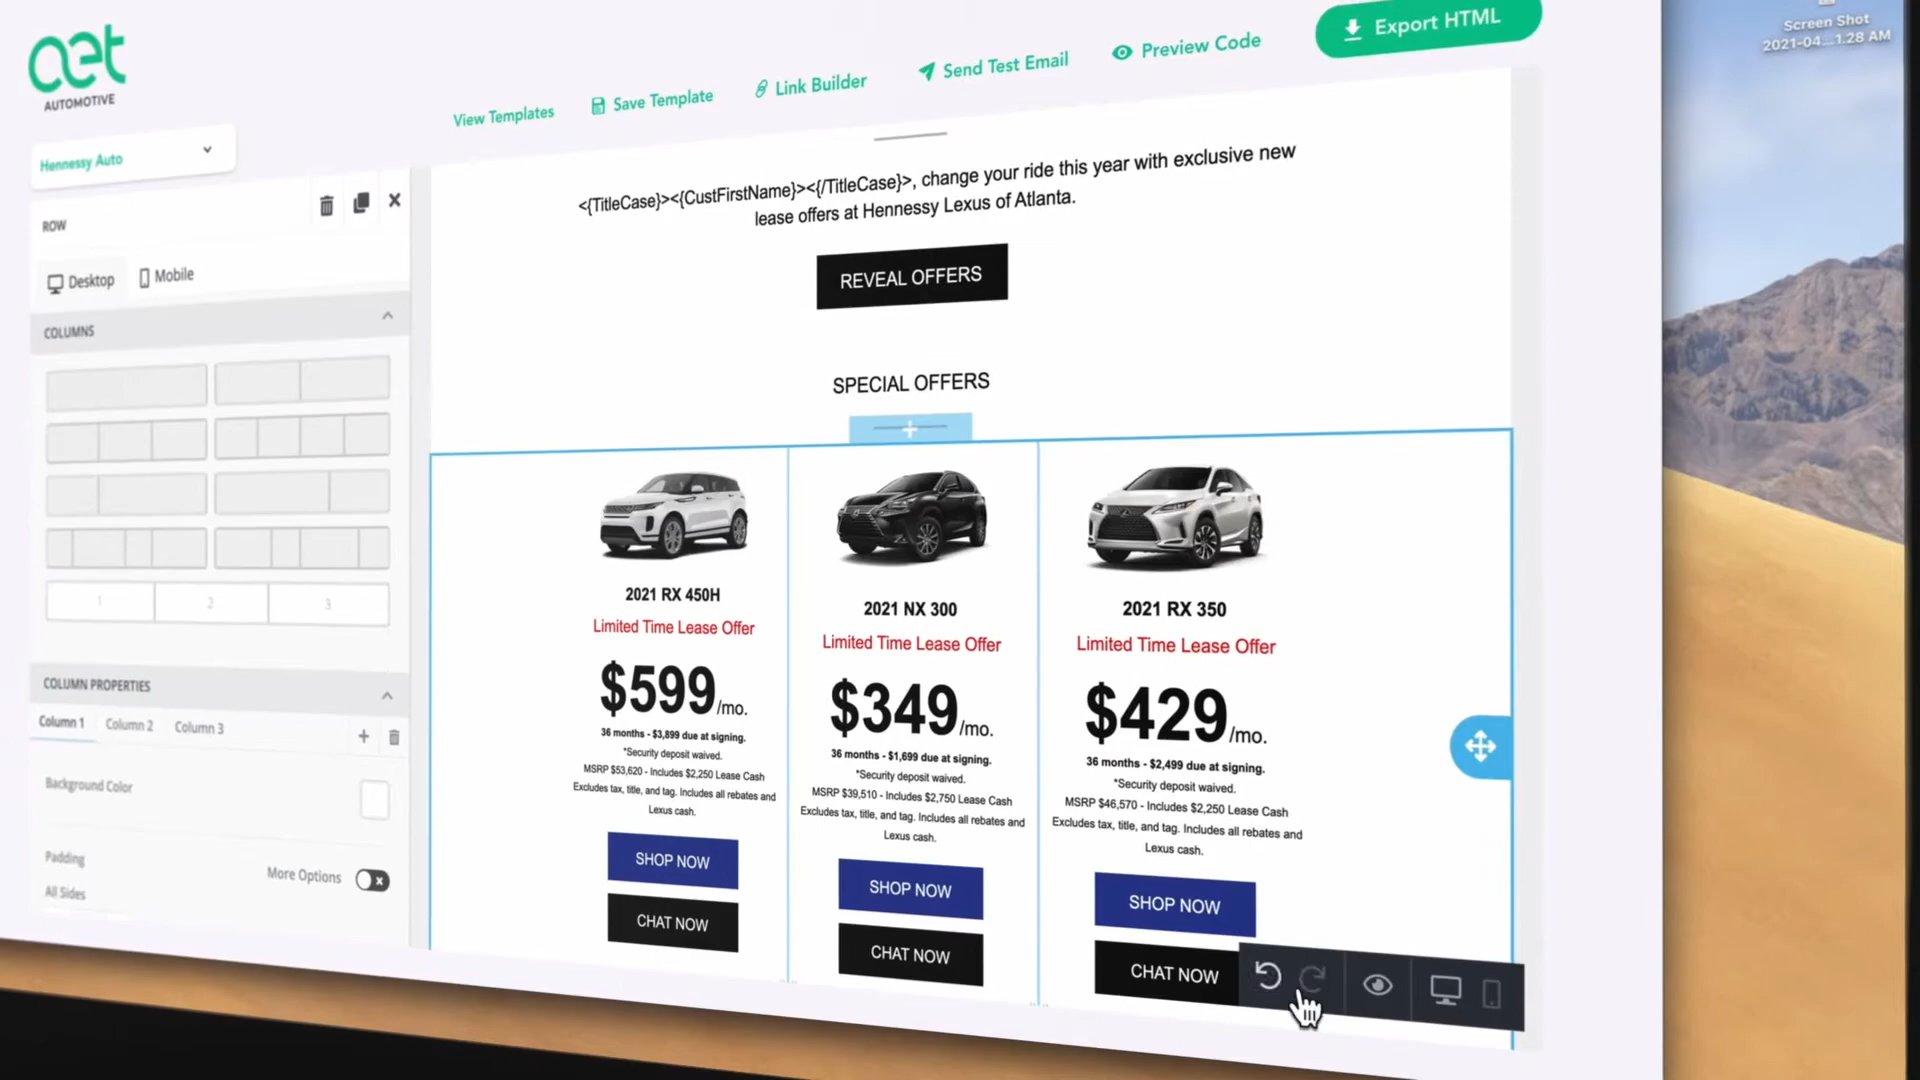 aet
AUTOMOTIVE
View Templates
Save Template
Link Builder
Send Test Email
Preview Code
Export HTML
Screen Shot
2021-04...1.28 AM
Hennessy Auto
ROW
Desktop
Mobile
COLUMNS
1
2
3
COLUMN PROPERTIES
Column 1
Column 2
Column 3
Background Color
Padding
More Options
All Sides
<{TitleCase}><{CustFirstName}><{/TitleCase}>, change your ride this year with exclusive new
lease offers at Hennessy Lexus of Atlanta.
REVEAL OFFERS
SPECIAL OFFERS
2021 RX 450H
Limited Time Lease Offer
$599/mo.
36 months - $3,899 due at signing.
*Security deposit waived.
MSRP $53,620 - Includes $2,250 Lease Cash
Excludes tax, title, and tag. Includes all rebates and
Lexus cash.
SHOP NOW
CHAT NOW
2021 NX 300
Limited Time Lease Offer
$349/mo.
36 months - $1,699 due at signing.
*Security deposit waived.
MSRP $39,510 - Includes $2,750 Lease Cash
Excludes tax, title, and tag. Includes all rebates and
Lexus cash.
SHOP NOW
CHAT NOW
2021 RX 350
Limited Time Lease Offer
$429/mo.
36 months - $2,499 due at signing.
*Security deposit waived.
MSRP $46,570 - Includes $2,250 Lease Cash
Excludes tax, title, and tag. Includes all rebates and
Lexus cash.
SHOP NOW
CHAT NOW